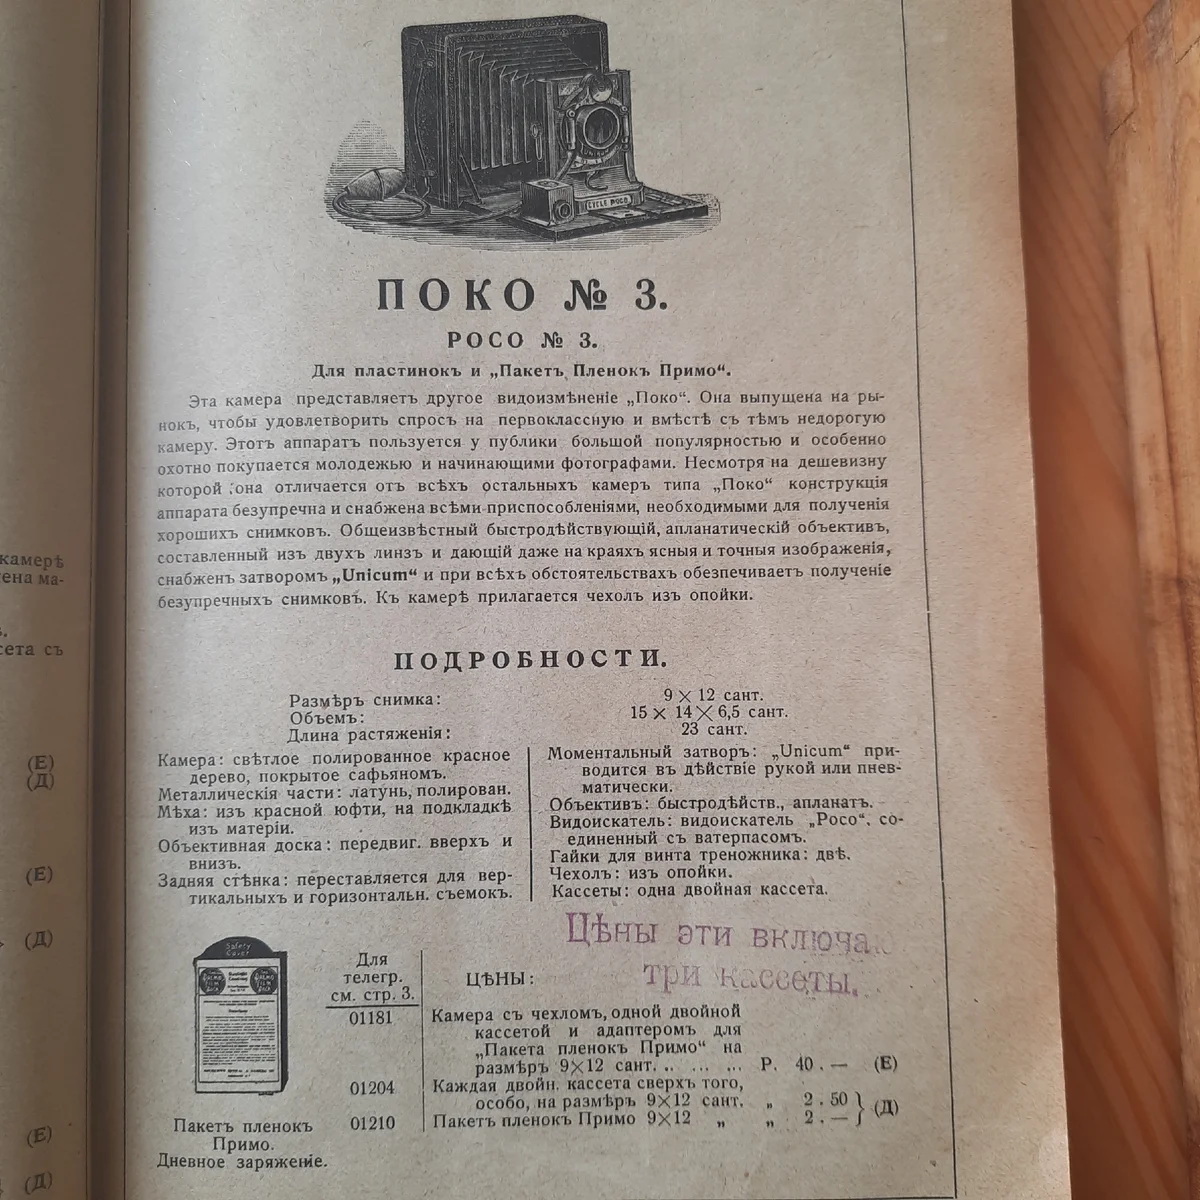 CYCLE POCO
ПОКО № 3.
POCO № 3.
Для пластинокъ и „Пакетъ Пленокъ Примо“.
Эта камера представляетъ другое видоизмѣненіе „Поко“. Она выпущена на ры-
нокъ, чтобы удовлетворить спросъ на первоклассную и вмѣстѣ съ тѣмъ недорогую
камеру. Этотъ аппаратъ пользуется у публики большой популярностью и особенно
охотно покупается молодежью и начинающими фотографами. Несмотря на дешевизну
которой она отличается отъ всѣхъ остальныхъ камеръ типа „Поко“ конструкція
аппарата безупречна и снабжена всѣми приспособленіями, необходимыми для полученія
хорошихъ снимковъ. Общеизвѣстный быстродѣйствующій, апланатическій объективъ,
составленный изъ двухъ линзъ и дающій даже на краяхъ ясныя и точныя изображенія,
снабженъ затворомъ „Unicum“ и при всѣхъ обстоятельствахъ обезпечиваетъ полученіе
безупречныхъ снимковъ. Къ камерѣ прилагается чехолъ изъ опойки.
камерѣ
ена ма-
ета съ
(Е)
(Д)
(Е)
(Д)
(Е)
(Д)
ПОДРОБНОСТИ.
Размѣръ снимка: 9 × 12 сант.
Объемъ: 15 × 14 × 6,5 сант.
Длина растяженія: 23 сант.
Камера: свѣтлое полированное красное
дерево, покрытое сафьяномъ.
Металлическія части: латунь, полирован.
Мѣха: изъ красной юфти, на подкладкѣ
изъ матеріи.
Объективная доска: передвиг. вверхъ и
внизъ.
Задняя стѣнка: переставляется для вер-
тикальныхъ и горизонтальн. съемокъ.
Моментальный затворъ: „Unicum“ при-
водится въ дѣйствіе рукой или пнев-
матически.
Объективъ: быстродѣйств., апланатъ.
Видоискатель: видоискатель „Poco“, со-
единенный съ ватерпасомъ.
Гайки для винта треножника: двѣ.
Чехолъ: изъ опойки.
Кассеты: одна двойная кассета.
Цѣны эти включа
три кассеты.
Safety
Cover
Пакетъ пленокъ
Примо.
Дневное заряженіе.
Для
телегр.
см. стр. 3.
ЦѢНЫ:
01181 Камера съ чехломъ, одной двойной
кассетой и адаптеромъ для
„Пакета пленокъ Примо“ на
размѣръ 9×12 сант. .. ... ... Р. 40 . — (Е)
01204 Каждая двойн. кассета сверхъ того,
особо, на размѣръ 9×12 сант. „ 2 . 50
01210 Пакетъ пленокъ Примо 9×12 „ „ 2 . — (Д)